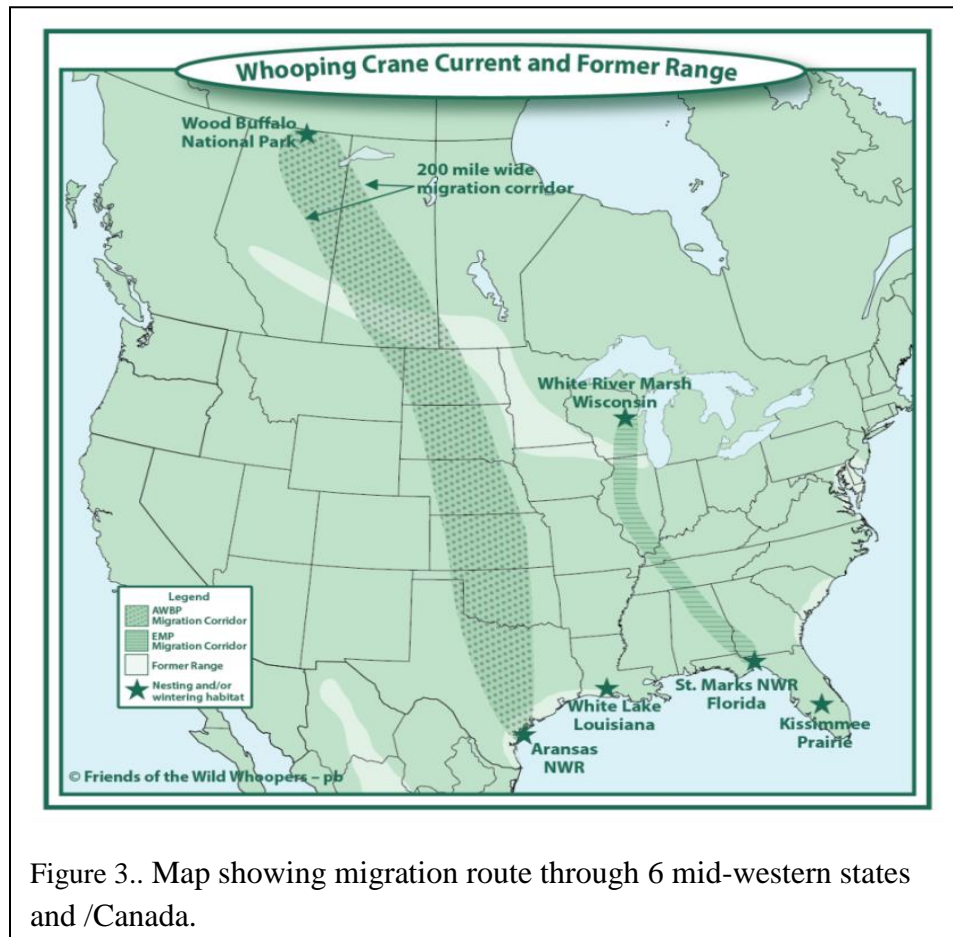 Whooping Crane Current and Former Range
Wood Buffalo
National Park
200 mile wide
migration corridor
White River Marsh
Wisconsin
Legend
AWBP
Migration Corridor
EMP
Migration Corridor
Former Range
Nesting and/or
wintering habitat
St. Marks NWR
Florida
White Lake
Louisiana
Kissimmee
Prairie
Aransas
NWR
© Friends of the Wild Whoopers – pb
Figure 3.. Map showing migration route through 6 mid-western states
and /Canada.